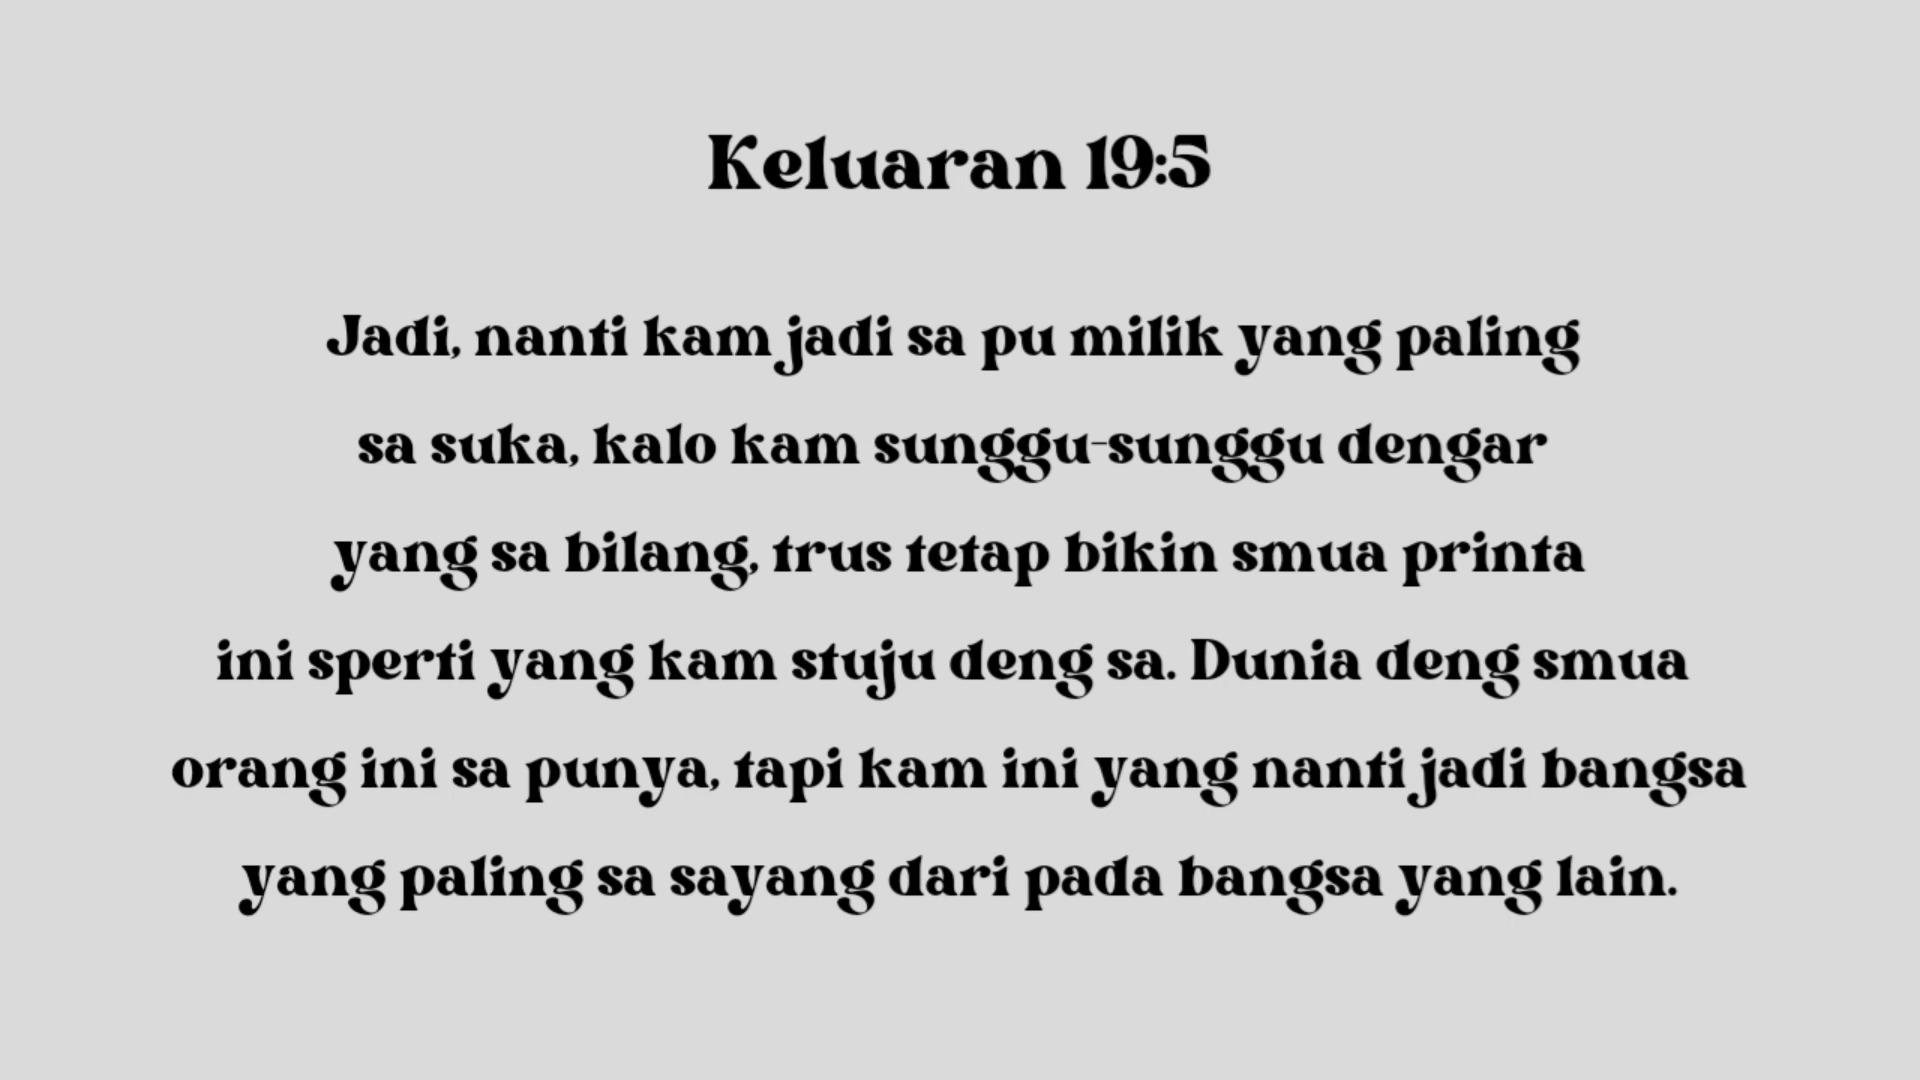 Keluaran 19:5
Jadi, nanti kam jadi sa pu milik yang paling
sa suka, kalo kam sunggu-sunggu dengar
yang sa bilang, trus tetap bikin smua printa
ini sperti yang kam stuju deng sa. Dunia deng smua
orang ini sa punya, tapi kam ini yang nanti jadi bangsa
yang paling sa sayang dari pada bangsa yang lain.